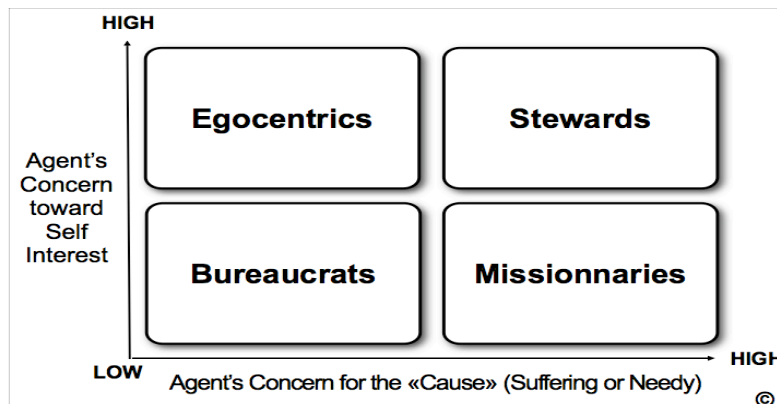 HIGH
Egocentrics
Stewards
Agent's
Concern
toward
Self
Interest
Bureaucrats
Missionnaries
LOW
HIGH
Agent's Concern for the «Cause» (Suffering or Needy)
©